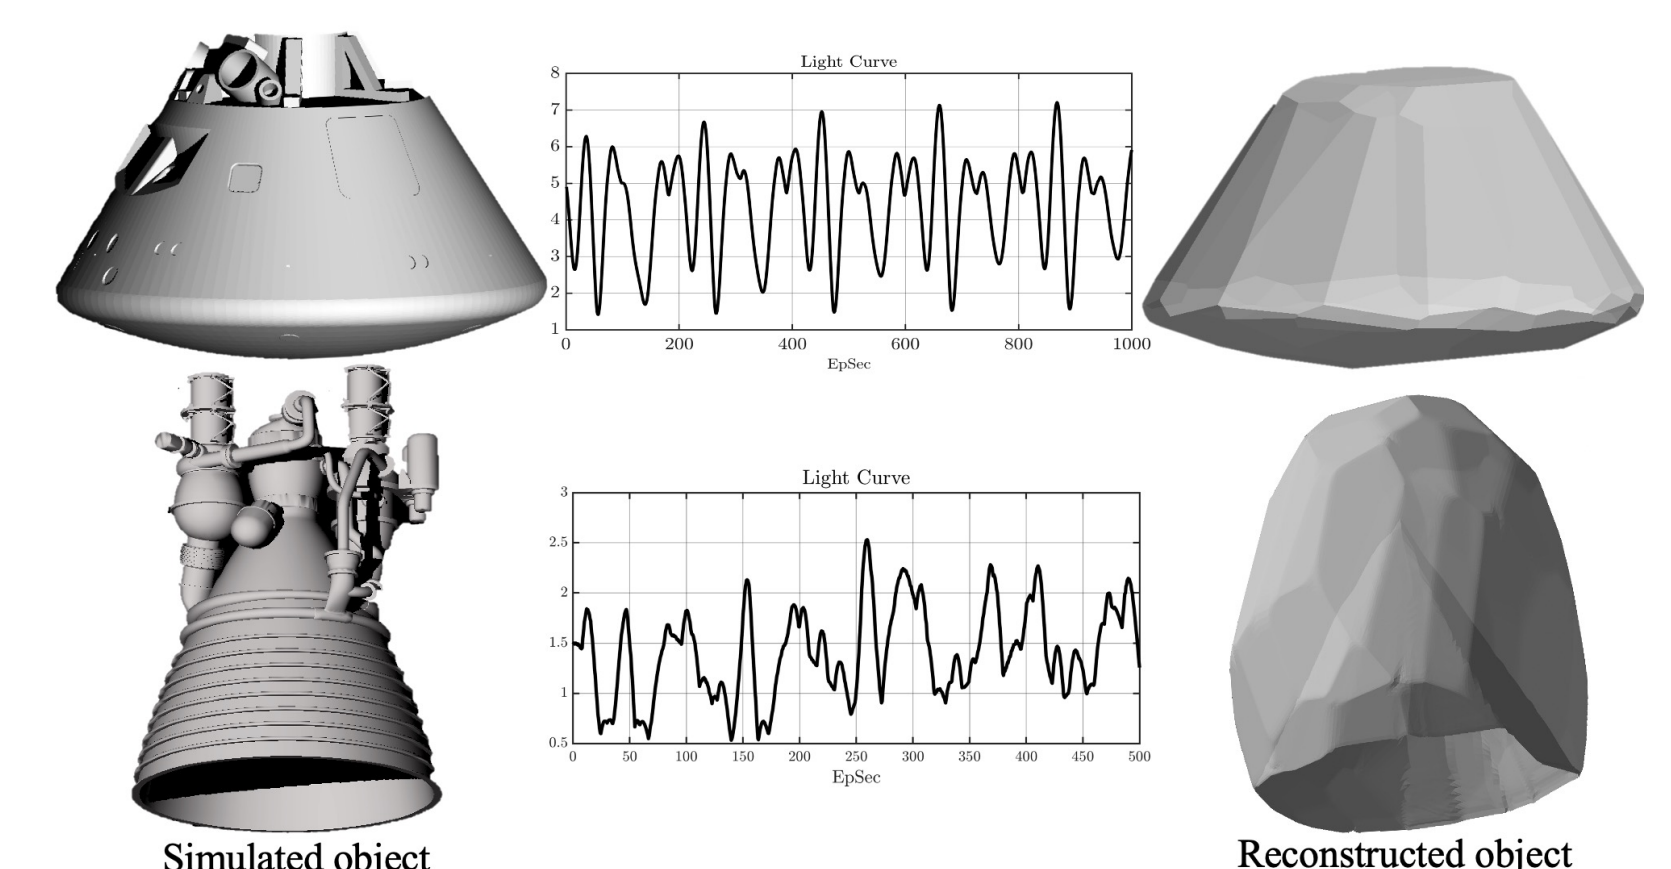 Light Curve
8
7
6
5
4
3
2
1
0 200 400 600 800 1000
EpSec
Light Curve
3
2.5
2
1.5
1
0.5
0 50 100 150 200 250 300 350 400 450 500
EpSec
Simulated object
Reconstructed object